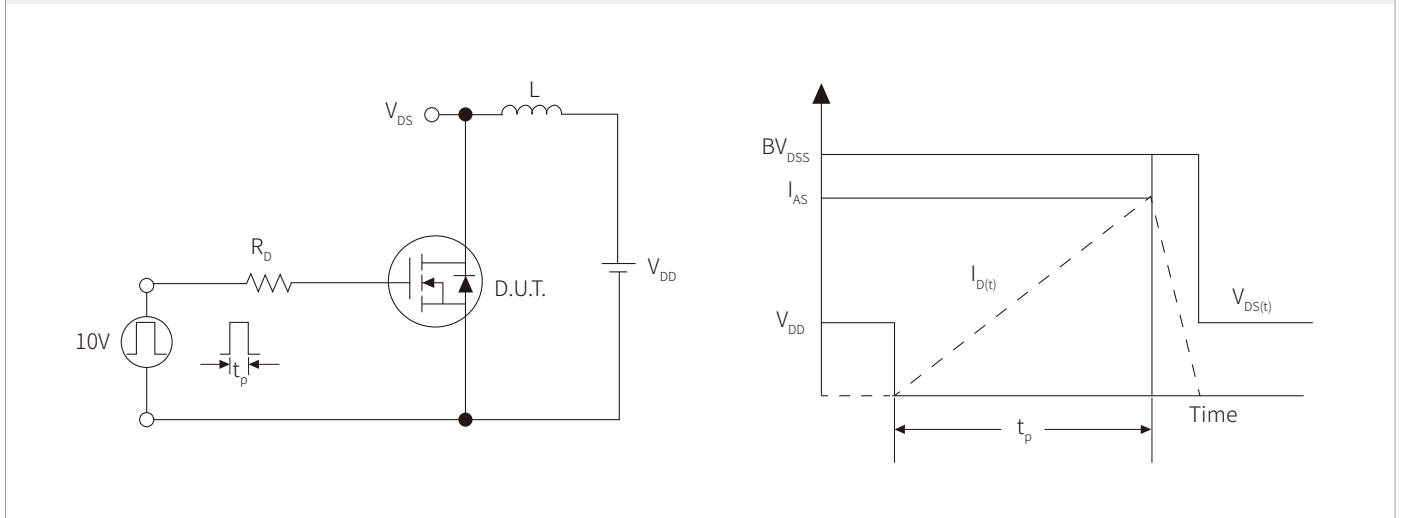 L
V_DS
R_D
V_DD
D.U.T.
10V
t_p
BV_DSS
I_AS
I_D(t)
V_DS(t)
V_DD
Time
t_p